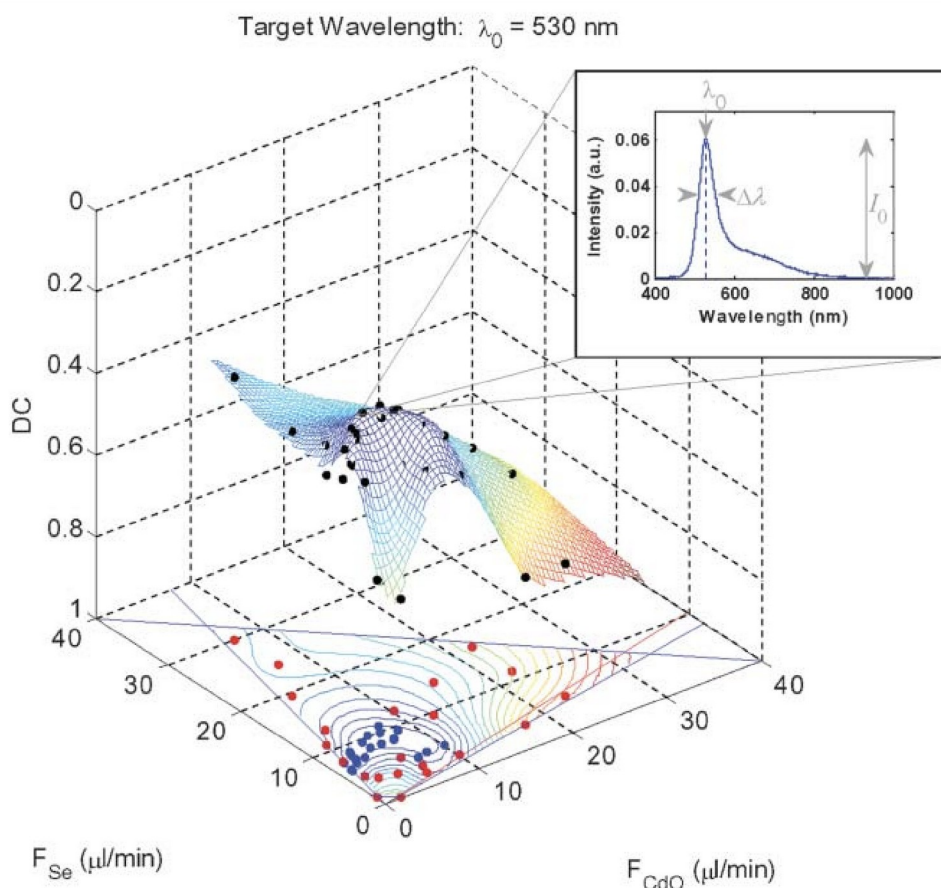 Target Wavelength: λ0 = 530 nm
λ0
0.06
0.04
0.02
0
Δλ
I0
Intensity (a.u.)
400 600 800 1000
Wavelength (nm)
0
0.2
0.4
0.6
0.8
1
DC
40
30
20
10
0
0
10
20
30
40
FSe (μl/min)
FCdO (μl/min)